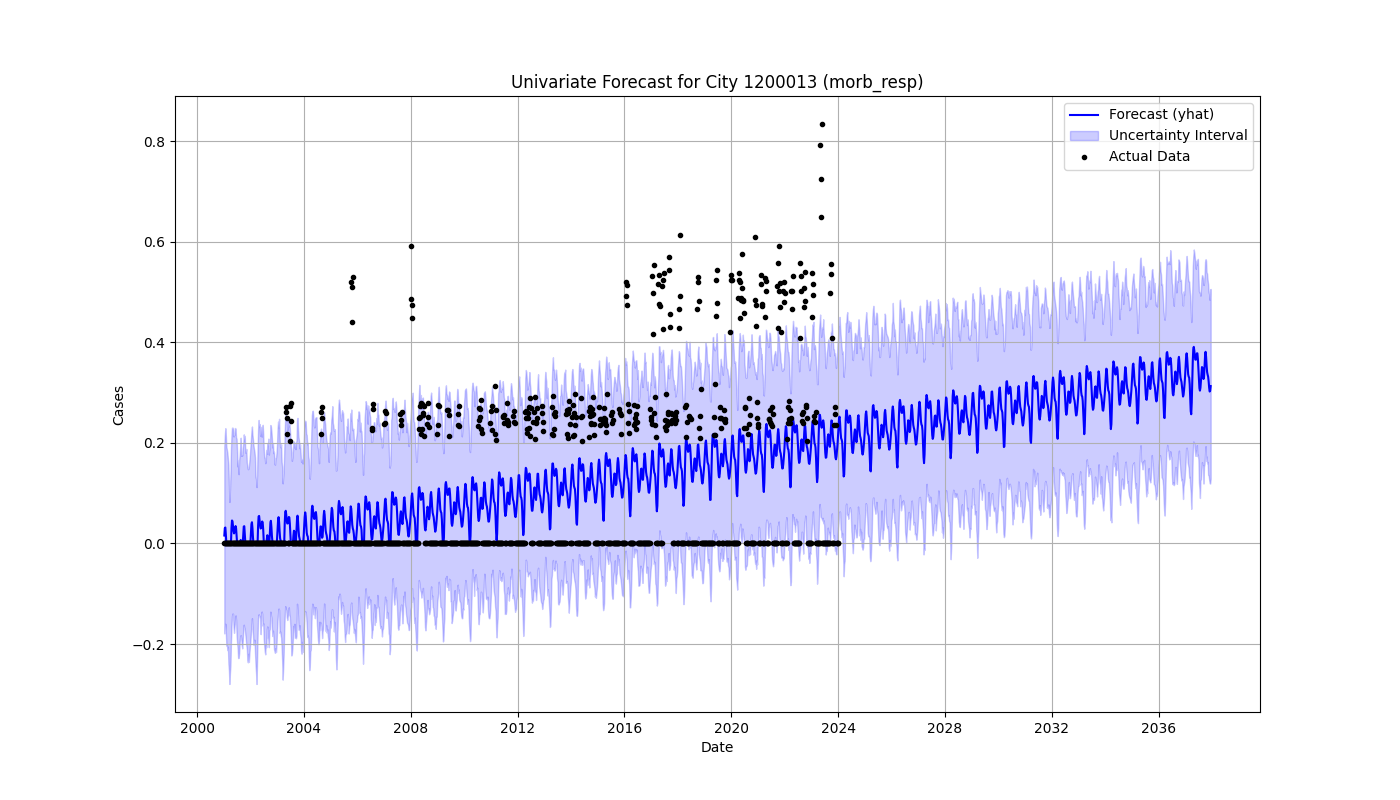 Univariate Forecast for City 1200013 (morb_resp)
Forecast (yhat)
Uncertainty Interval
Actual Data
Cases
0.8
0.6
0.4
0.2
0.0
−0.2
2000 2004 2008 2012 2016 2020 2024 2028 2032 2036
Date